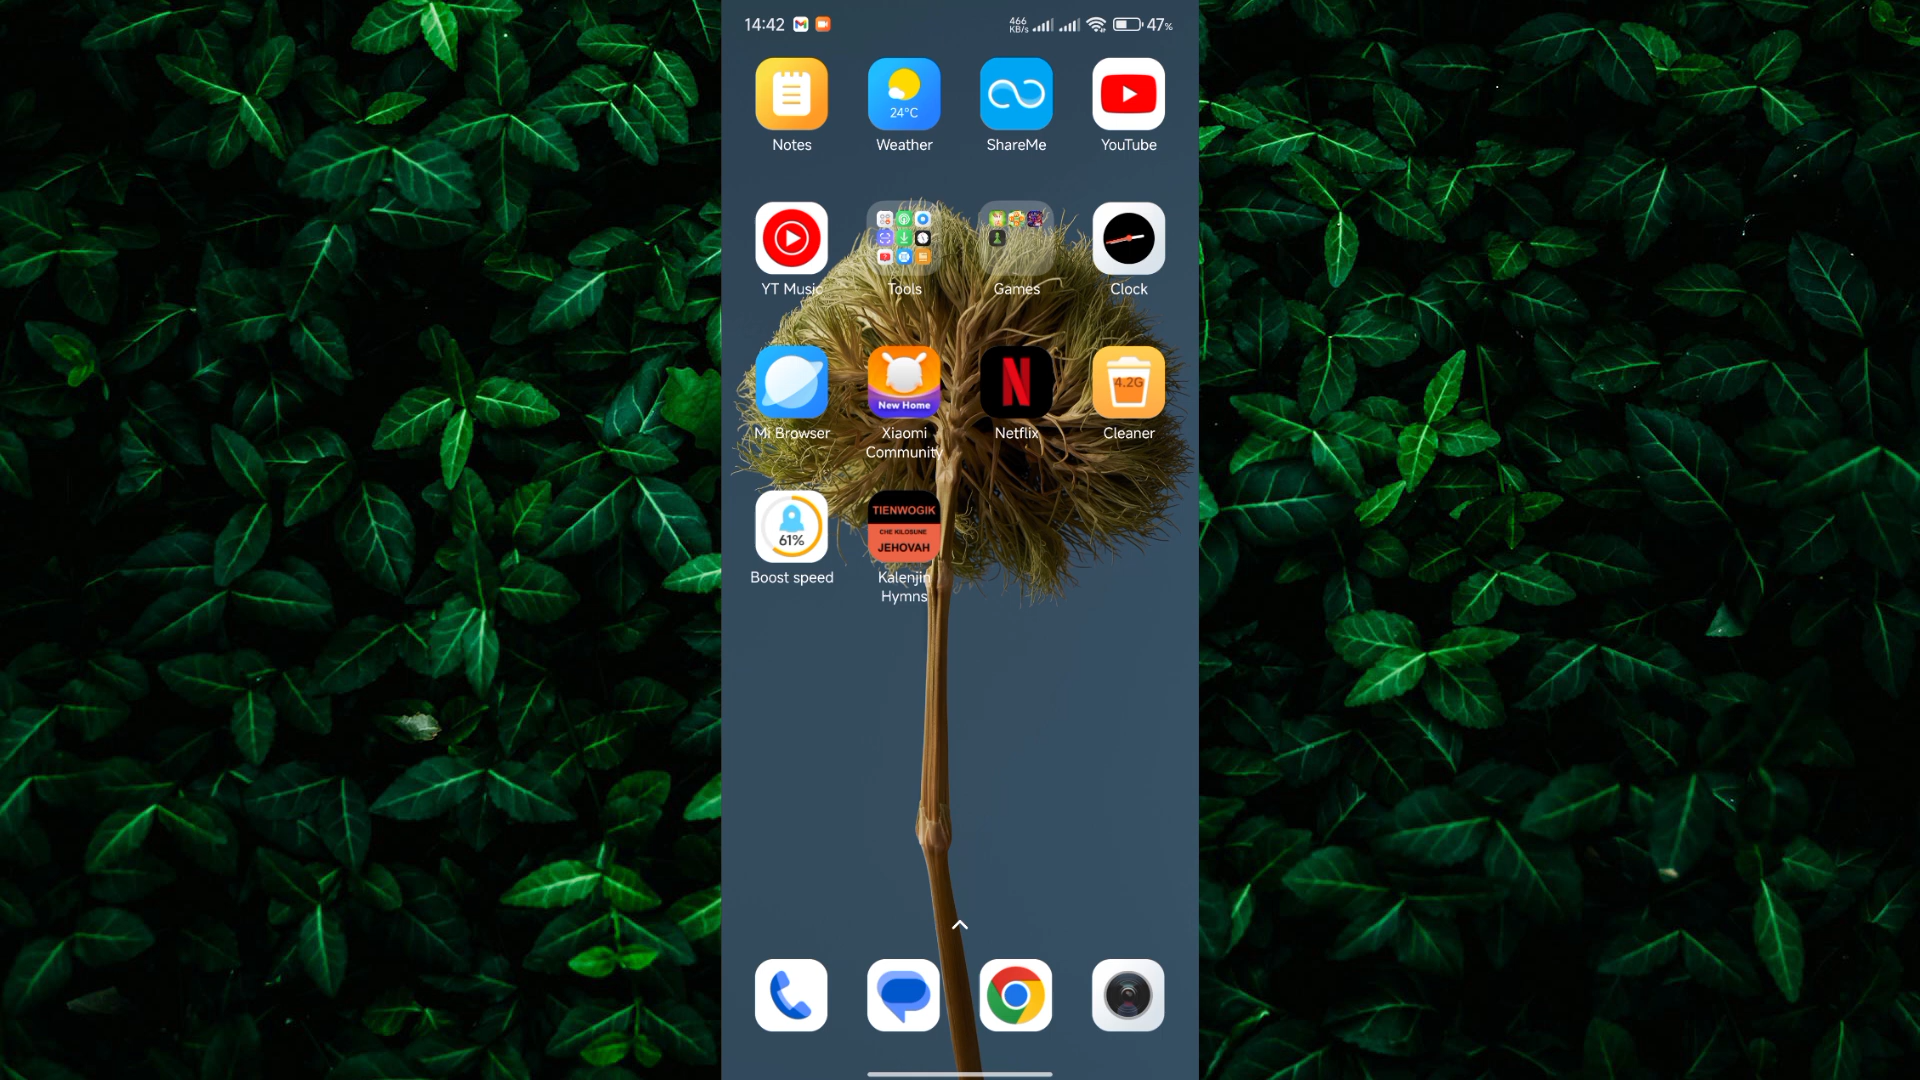 14:42 466 KB/s 47%
24°C
Notes Weather ShareMe YouTube
YT Music Tools Games Clock
New Home 4.2G
Mi Browser Xiaomi Community Netflix Cleaner
61% TIENWOGIK
CHE KILOSUNE
JEHOVAH
Boost speed Kalenjin Hymns